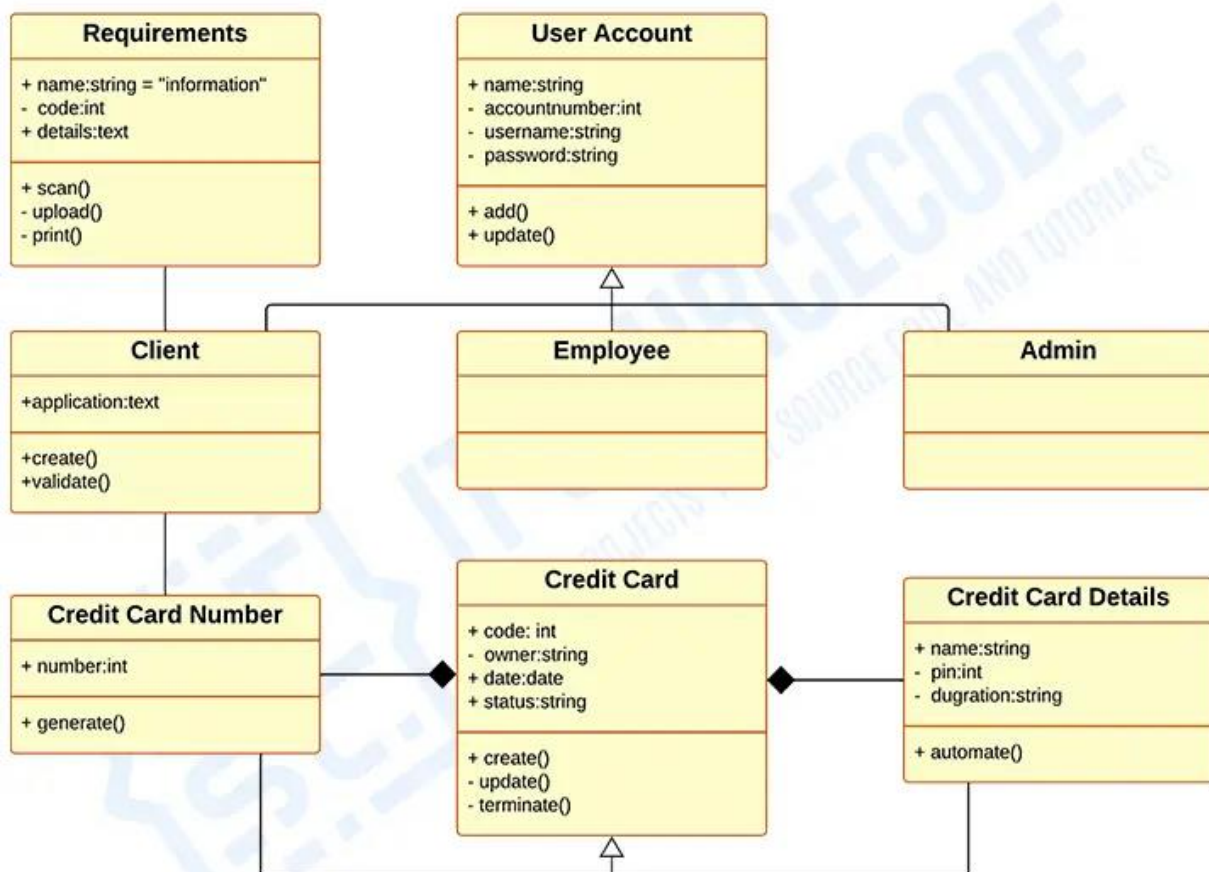 Requirements
+ name:string = "information"
- code:int
+ details:text
+ scan()
- upload()
- print()
User Account
+ name:string
- accountnumber:int
- username:string
- password:string
+ add()
+ update()
Client
+application:text
+create()
+validate()
Employee
Admin
Credit Card Number
+ number:int
+ generate()
Credit Card
+ code: int
- owner:string
+ date:date
+ status:string
+ create()
- update()
- terminate()
Credit Card Details
+ name:string
- pin:int
- dugration:string
+ automate()